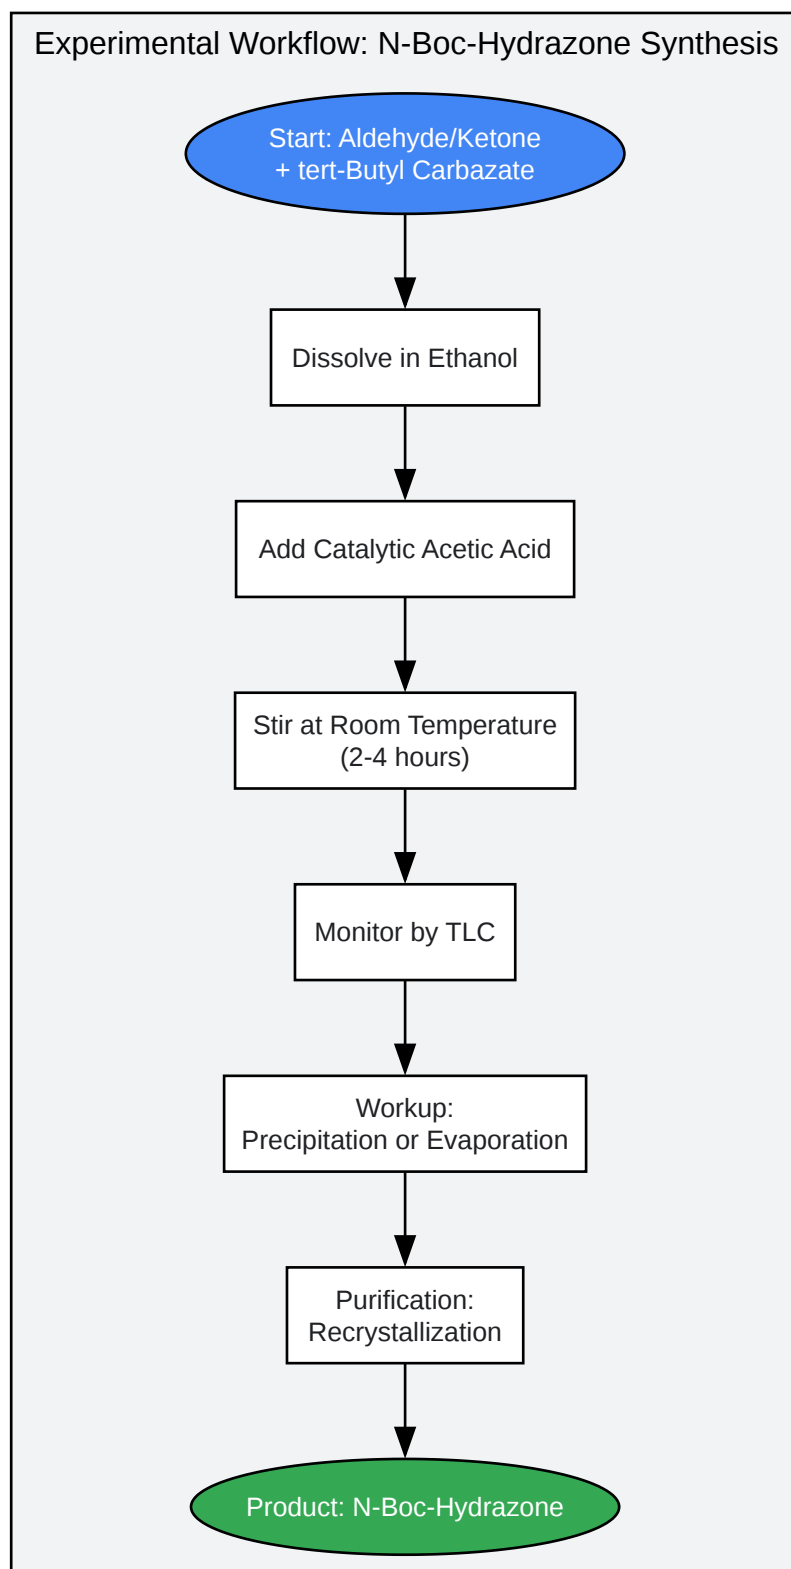 Experimental Workflow: N-Boc-Hydrazone Synthesis
Start: Aldehyde/Ketone
+ tert-Butyl Carbazate
Dissolve in Ethanol
Add Catalytic Acetic Acid
Stir at Room Temperature
(2-4 hours)
Monitor by TLC
Workup:
Precipitation or Evaporation
Purification:
Recrystallization
Product: N-Boc-Hydrazone